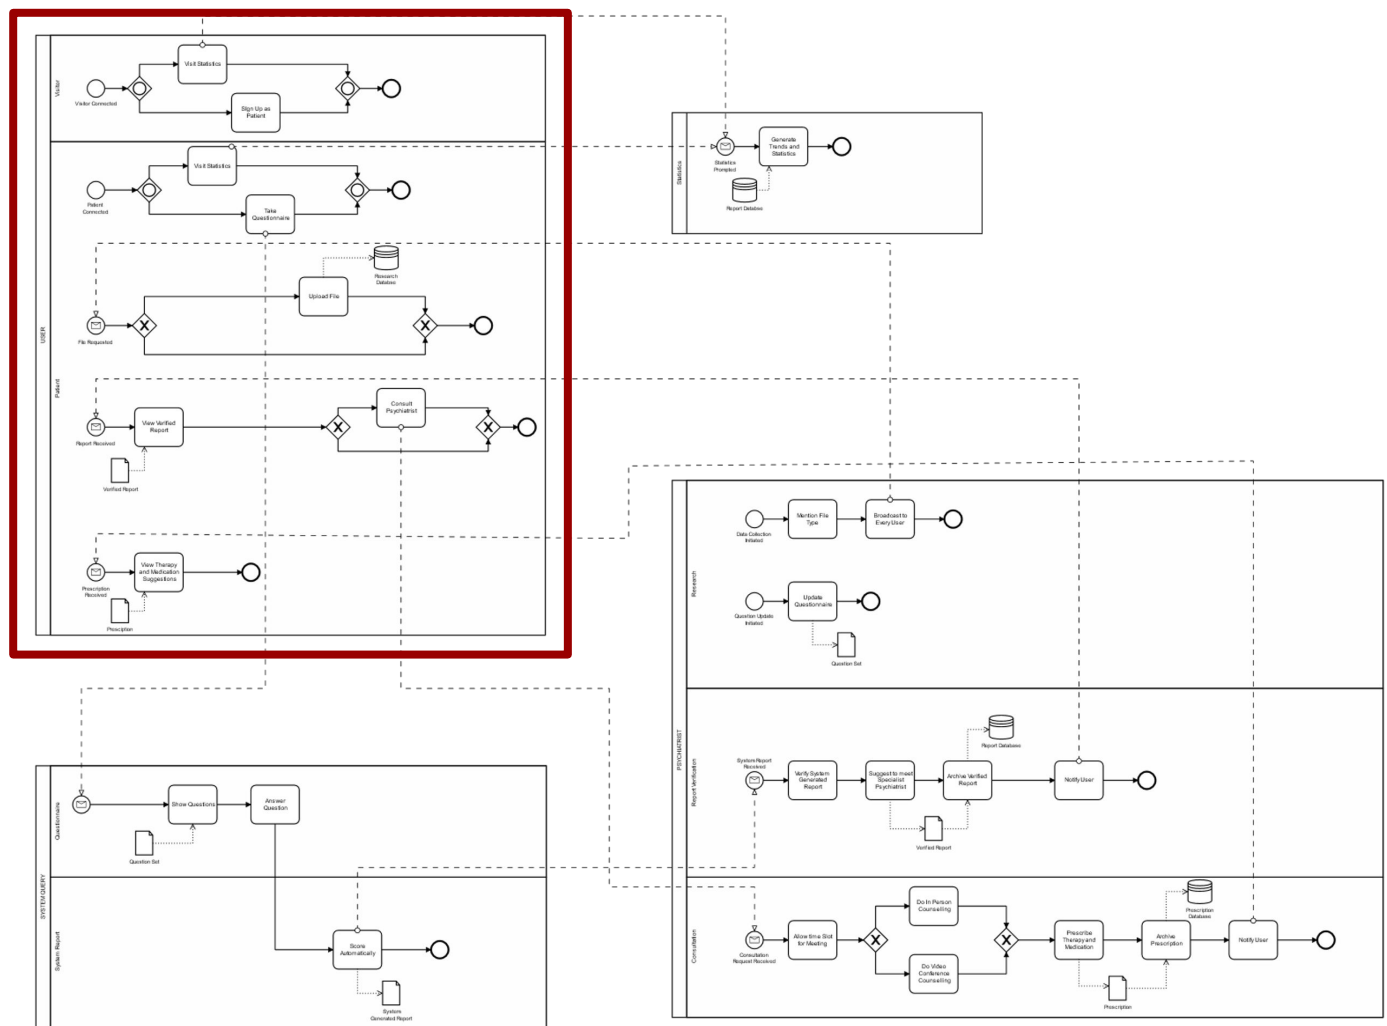 Visitor
Visit Statistics
Visitor Connected
Sign Up as
Patient
USER
Patient
Visit Statistics
Patient
Connected
Take
Questionnaire
Research
Databse
Upload File
File Requested
Consult
Psychiatrist
View Verified
Report
Report Received
Verified Report
View Therapy
and Medication
Suggestions
Prescription
Received
Statistics
Generate
Trends and
Statistics
Statistics
Prompted
Report Databse
PSYCHIATRIST
Research
Mention File
Type
Broadcast to
Every User
Data Collection
Initiated
Update
Questionnaire
Question Update
Initiated
Question Set
Report Verification
Report Database
System Report
Received
Verify System
Generated
Report
Suggest to meet
Specialist
Psychiatrist
Archive Verified
Report
Notify User
Verified Report
Consultation
Do In Person
Counselling
Prescription
Database
Allow time Slot
for Meeting
Prescribe
Therapy and
Medication
Archive
Prescription
Notify User
Consultation
Request Received
Do Video
Conference
Counselling
SYSTEM QUERY
Questionnaire
Show Questions
Answer
Question
Question Set
System Report
Score
Automatically
System
Generated Report